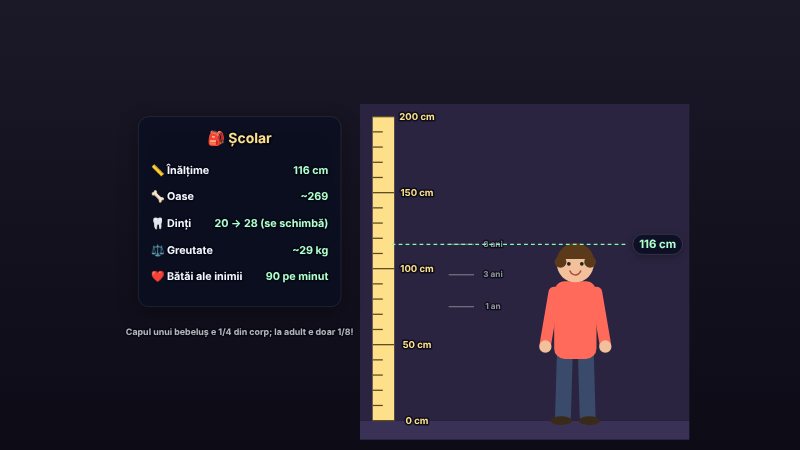 🎒 Școlar
📏 Înălțime 116 cm
🦴 Oase ~269
🦷 Dinți 20 → 28 (se schimbă)
⚖️ Greutate ~29 kg
❤️ Bătăi ale inimii 90 pe minut
Capul unui bebeluș e 1/4 din corp; la adult e doar 1/8!
200 cm
150 cm
116 cm
100 cm
3 ani
1 an
50 cm
0 cm